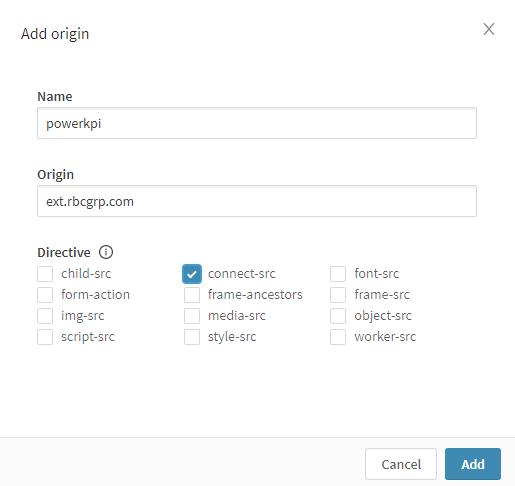 Add origin
Name
powerkpi
Origin
ext.rbcgrp.com
Directive
child-src connect-src font-src
form-action frame-ancestors frame-src
img-src media-src object-src
script-src style-src worker-src
Cancel Add